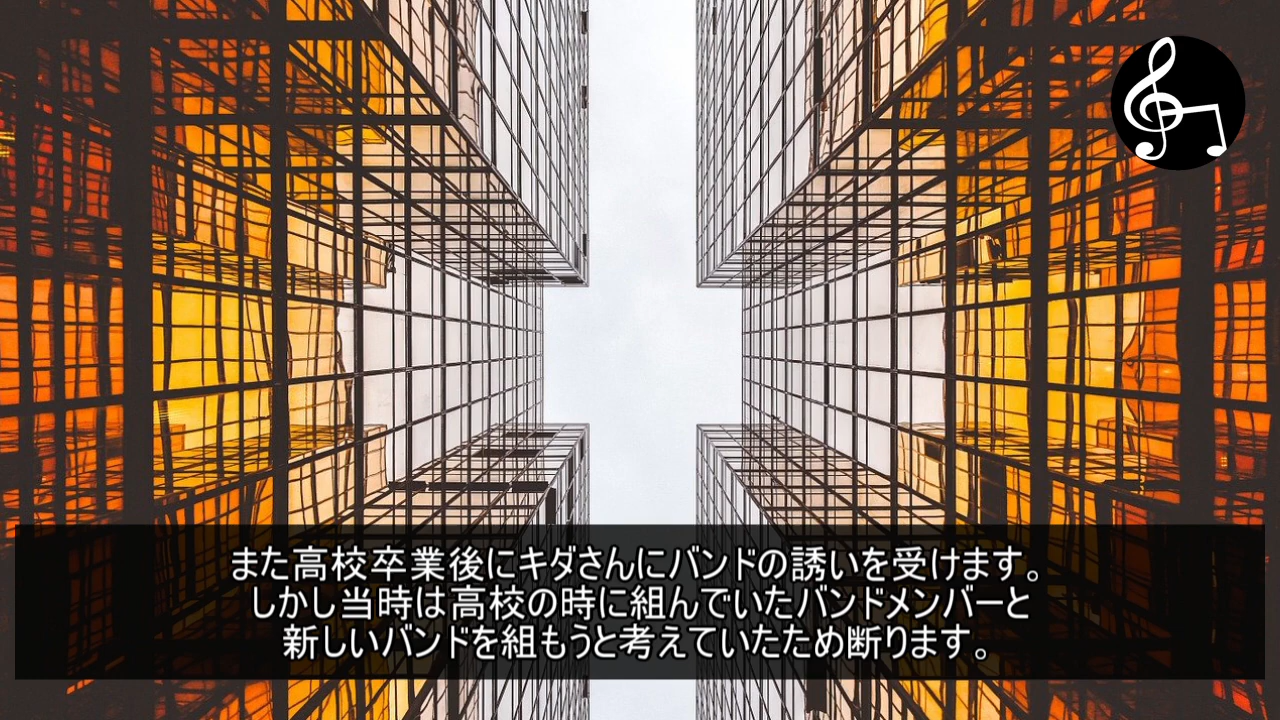 また高校卒業後にキダさんにバンドの誘いを受けます。
しかし当時は高校の時に組んでいたバンドメンバーと
新しいバンドを組もうと考えていたため断ります。